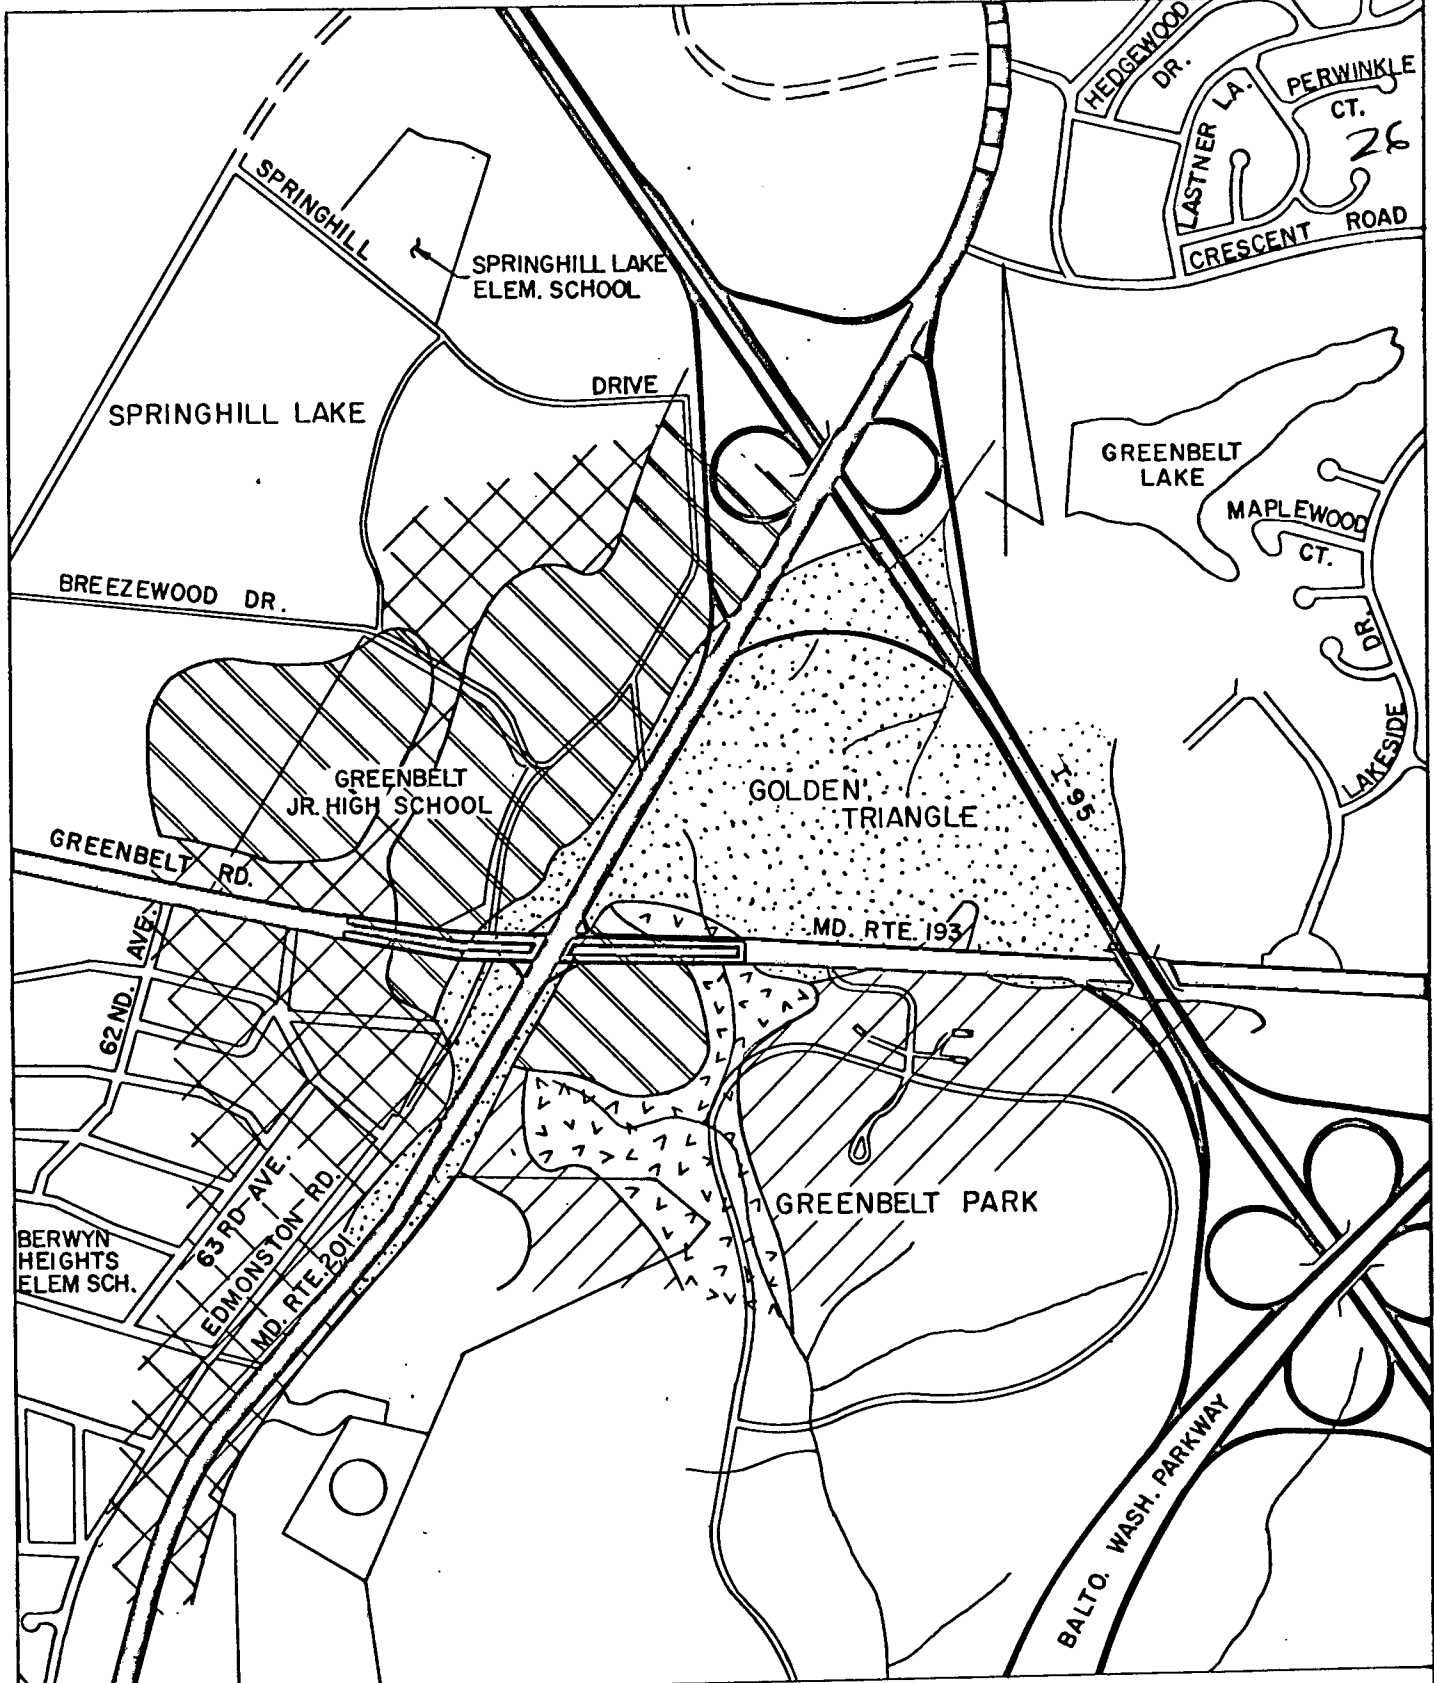 HEDGEWOOD
DR.
PERWINKLE
CT.
26
LASTNER LA.
CRESCENT ROAD
SPRINGHILL
SPRINGHILL LAKE
ELEM. SCHOOL
DRIVE
SPRINGHILL LAKE
GREENBELT
LAKE
MAPLEWOOD
CT.
BREEZEWOOD DR.
LAKESIDE DR.
GREENBELT
JR. HIGH SCHOOL
GOLDEN
TRIANGLE
I-95
GREENBELT RD.
MD. RTE. 193
62 ND. AVE.
63 RD AVE.
EDMONSTON RD.
MD. RTE. 201
GREENBELT PARK
BERWYN
HEIGHTS
ELEM SCH.
BALTO. WASH. PARKWAY